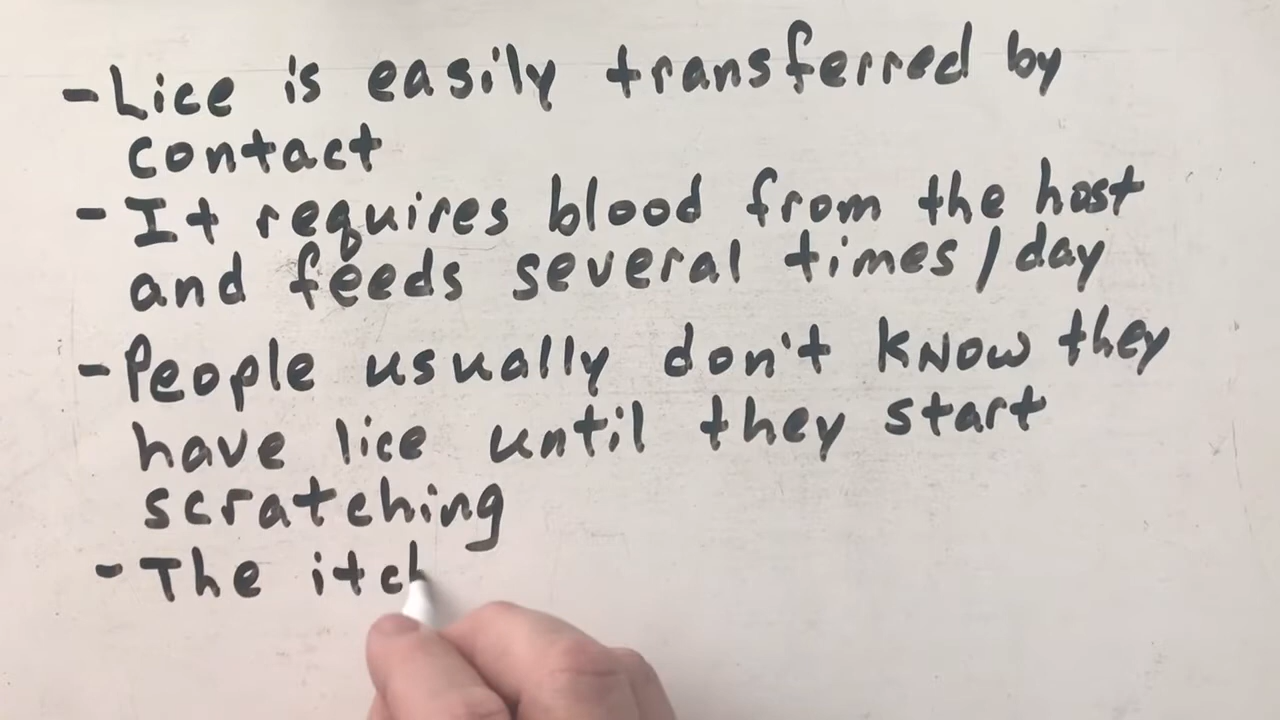 - Lice is easily transferred by
contact
- It requires blood from the host
and feeds several times/day
- People usually don't know they
have lice until they start
scratching
- The itch